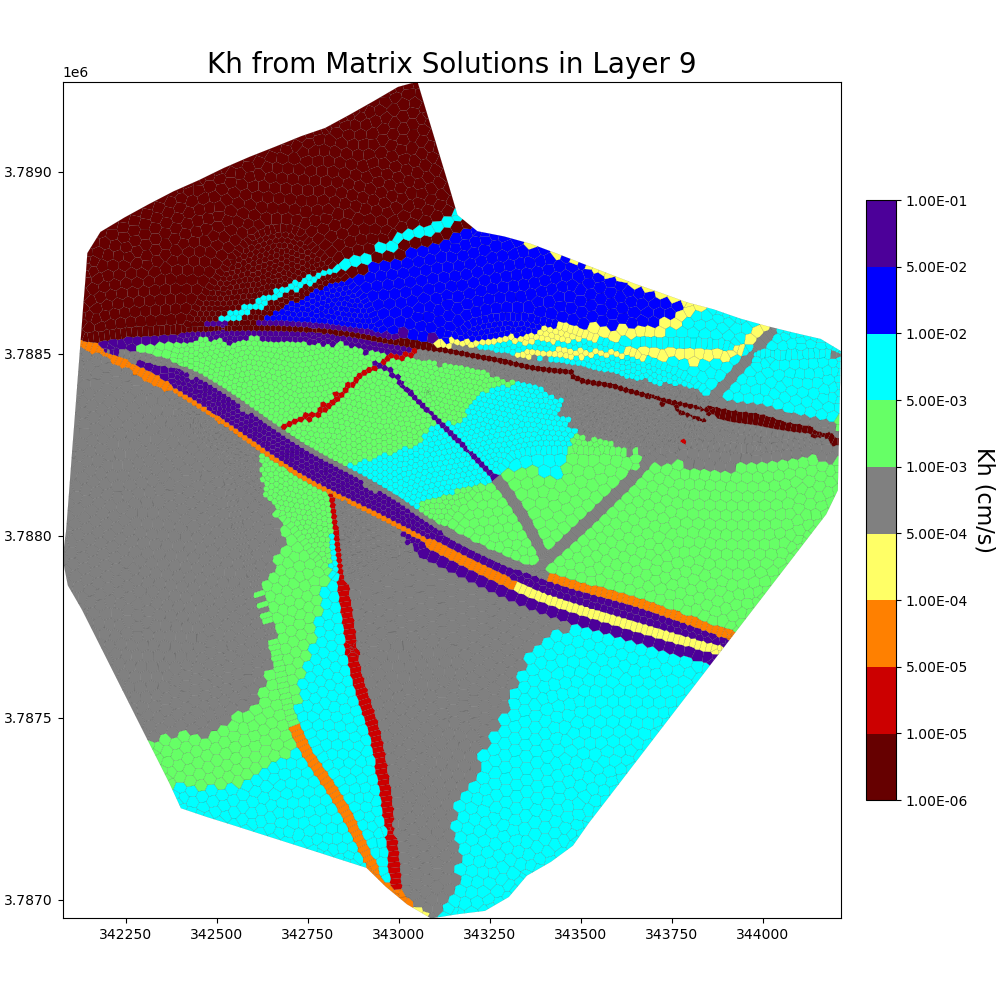 Kh from Matrix Solutions in Layer 9
1e6
3.7890
3.7885
3.7880
3.7875
3.7870
342250 342500 342750 343000 343250 343500 343750 344000
1.00E-01
5.00E-02
1.00E-02
5.00E-03
1.00E-03
5.00E-04
1.00E-04
5.00E-05
1.00E-05
1.00E-06
Kh (cm/s)